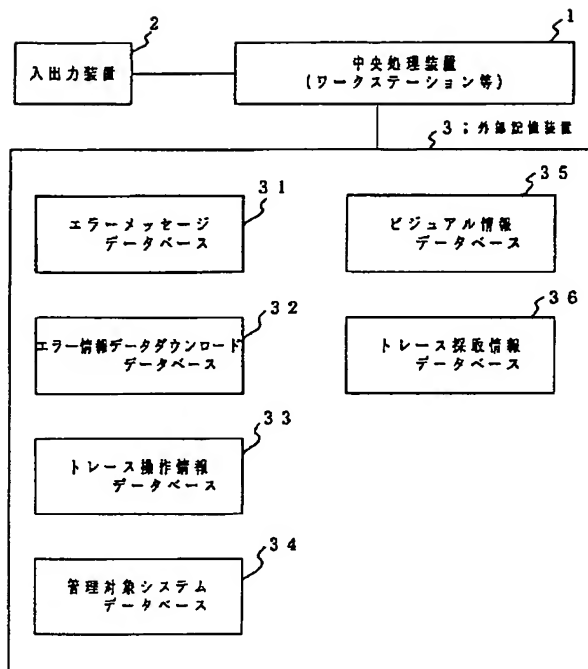 2
1
入出力装置
中央処理装置
(ワークステーション等)
3;外部記憶装置
31
エラーメッセージ
データベース
35
ビジュアル情報
データベース
32
エラー情報データダウンロード
データベース
36
トレース採取情報
データベース
33
トレース操作情報
データベース
34
管理対象システム
データベース